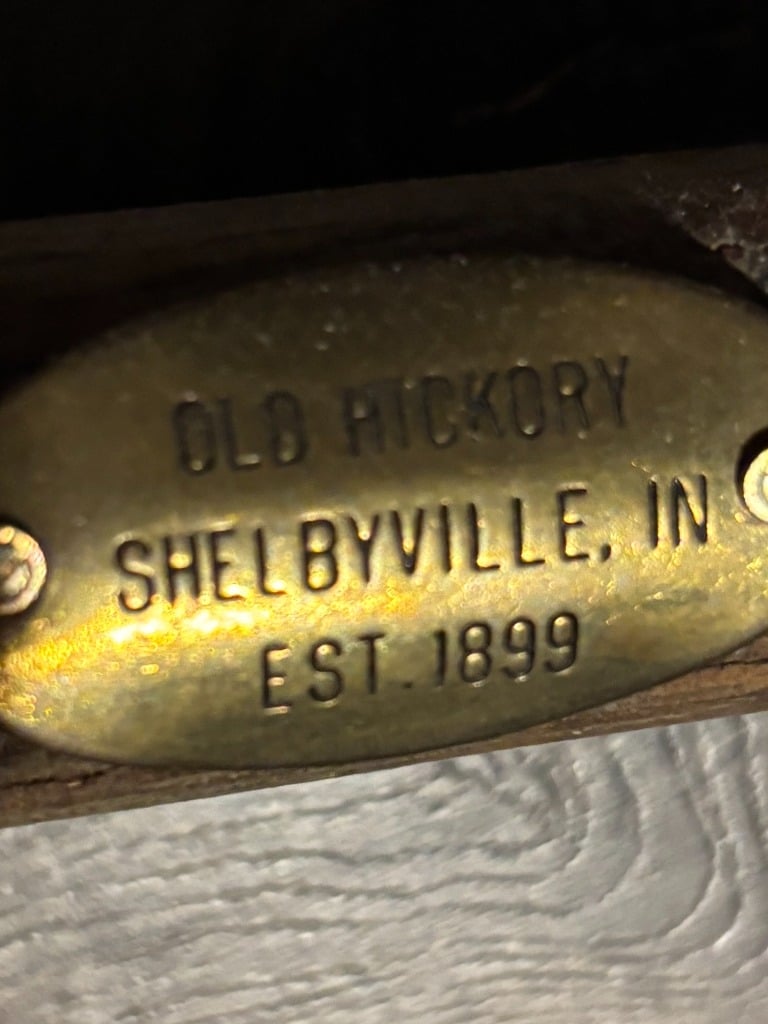 OLD HICKORY
SHELBYVILLE, IN
EST. 1899